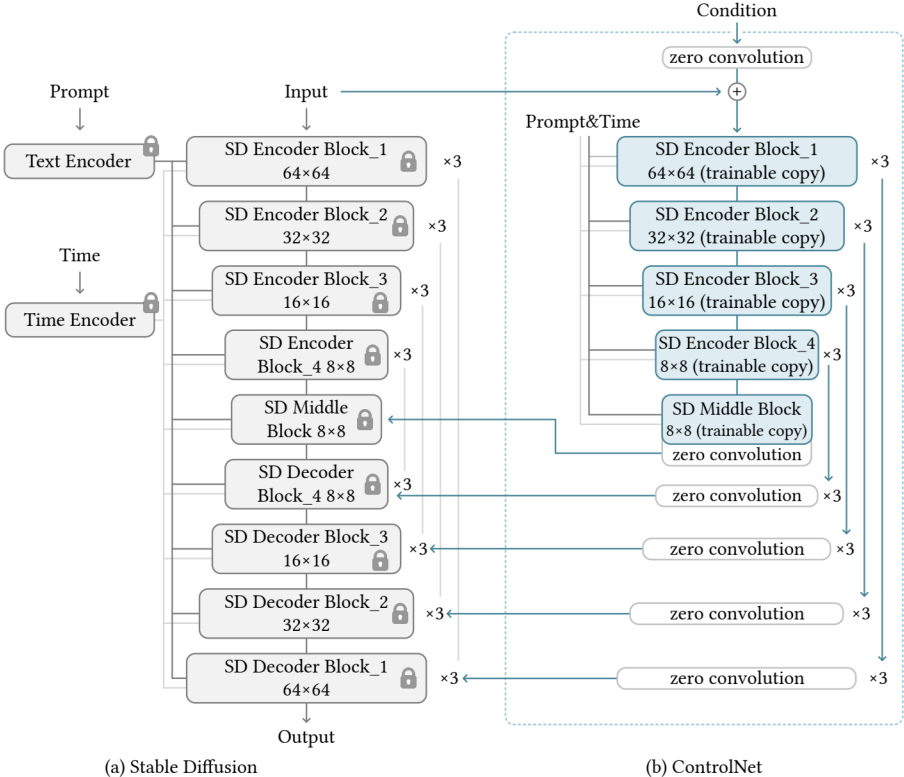 Condition
zero convolution
Prompt
Input
+
Prompt&Time
Text Encoder
SD Encoder Block_1
64×64
×3
SD Encoder Block_1
64×64 (trainable copy)
×3
SD Encoder Block_2
32×32
×3
SD Encoder Block_2
32×32 (trainable copy)
×3
Time
SD Encoder Block_3
16×16
×3
SD Encoder Block_3
16×16 (trainable copy)
×3
Time Encoder
SD Encoder
Block_4 8×8
×3
SD Encoder Block_4
8×8 (trainable copy)
×3
SD Middle
Block 8×8
SD Middle Block
8×8 (trainable copy)
zero convolution
SD Decoder
Block_4 8×8
×3
zero convolution
×3
SD Decoder Block_3
16×16
×3
zero convolution
×3
SD Decoder Block_2
32×32
×3
zero convolution
×3
SD Decoder Block_1
64×64
×3
zero convolution
×3
Output
(a) Stable Diffusion
(b) ControlNet